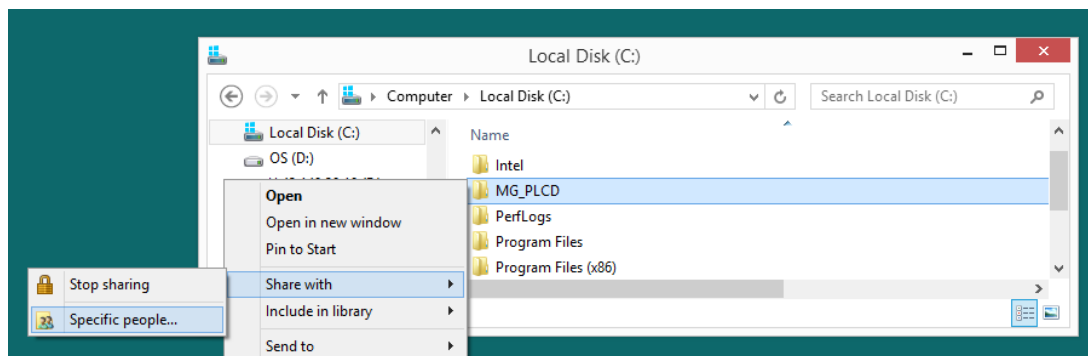 Local Disk (C:)
Computer Local Disk (C:)
Search Local Disk (C:)
Local Disk (C:)
OS (D:)
Name
Intel
MG_PLCD
PerfLogs
Program Files
Program Files (x86)
Open
Open in new window
Pin to Start
Share with
Include in library
Send to
Stop sharing
Specific people...